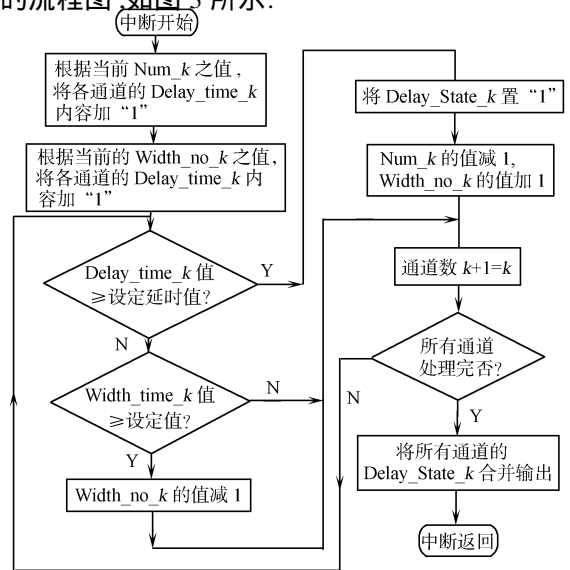 的流程图,如图 5 所示.
中断开始
根据当前 Num_k 之值,
将各通道的 Delay_time_k
内容加“1”
根据当前的 Width_no_k 之值,
将各通道的 Delay_time_k 内
容加“1”
Delay_time_k 值
≥设定延时值?
Y
N
Width_time_k 值
≥设定值?
N
Y
Width_no_k 的值减 1
将 Delay_State_k 置“1”
Num_k 的值减 1,
Width_no_k 的值加 1
通道数 k+1=k
所有通道
处理完否?
N
Y
将所有通道的
Delay_State_k 合并输出
中断返回